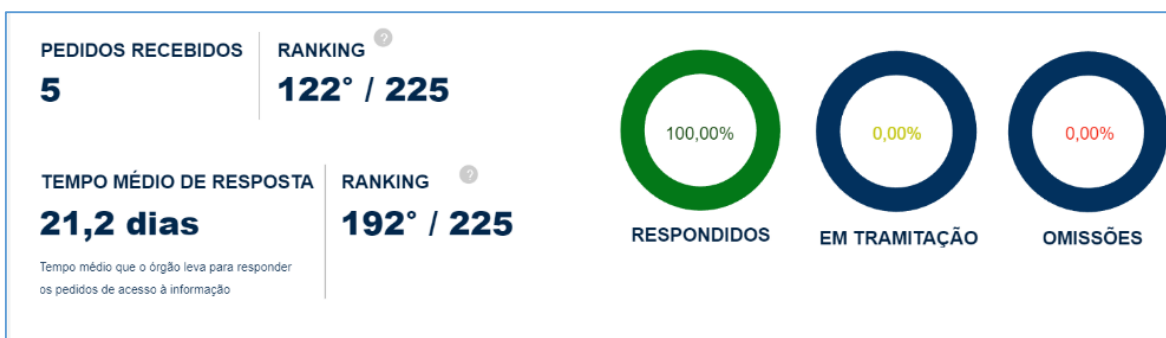 PEDIDOS RECEBIDOS
5
RANKING ?
122° / 225
TEMPO MÉDIO DE RESPOSTA
21,2 dias
Tempo médio que o órgão leva para responder
os pedidos de acesso à informação
RANKING ?
192° / 225
100,00%
RESPONDIDOS
0,00%
EM TRAMITAÇÃO
0,00%
OMISSÕES